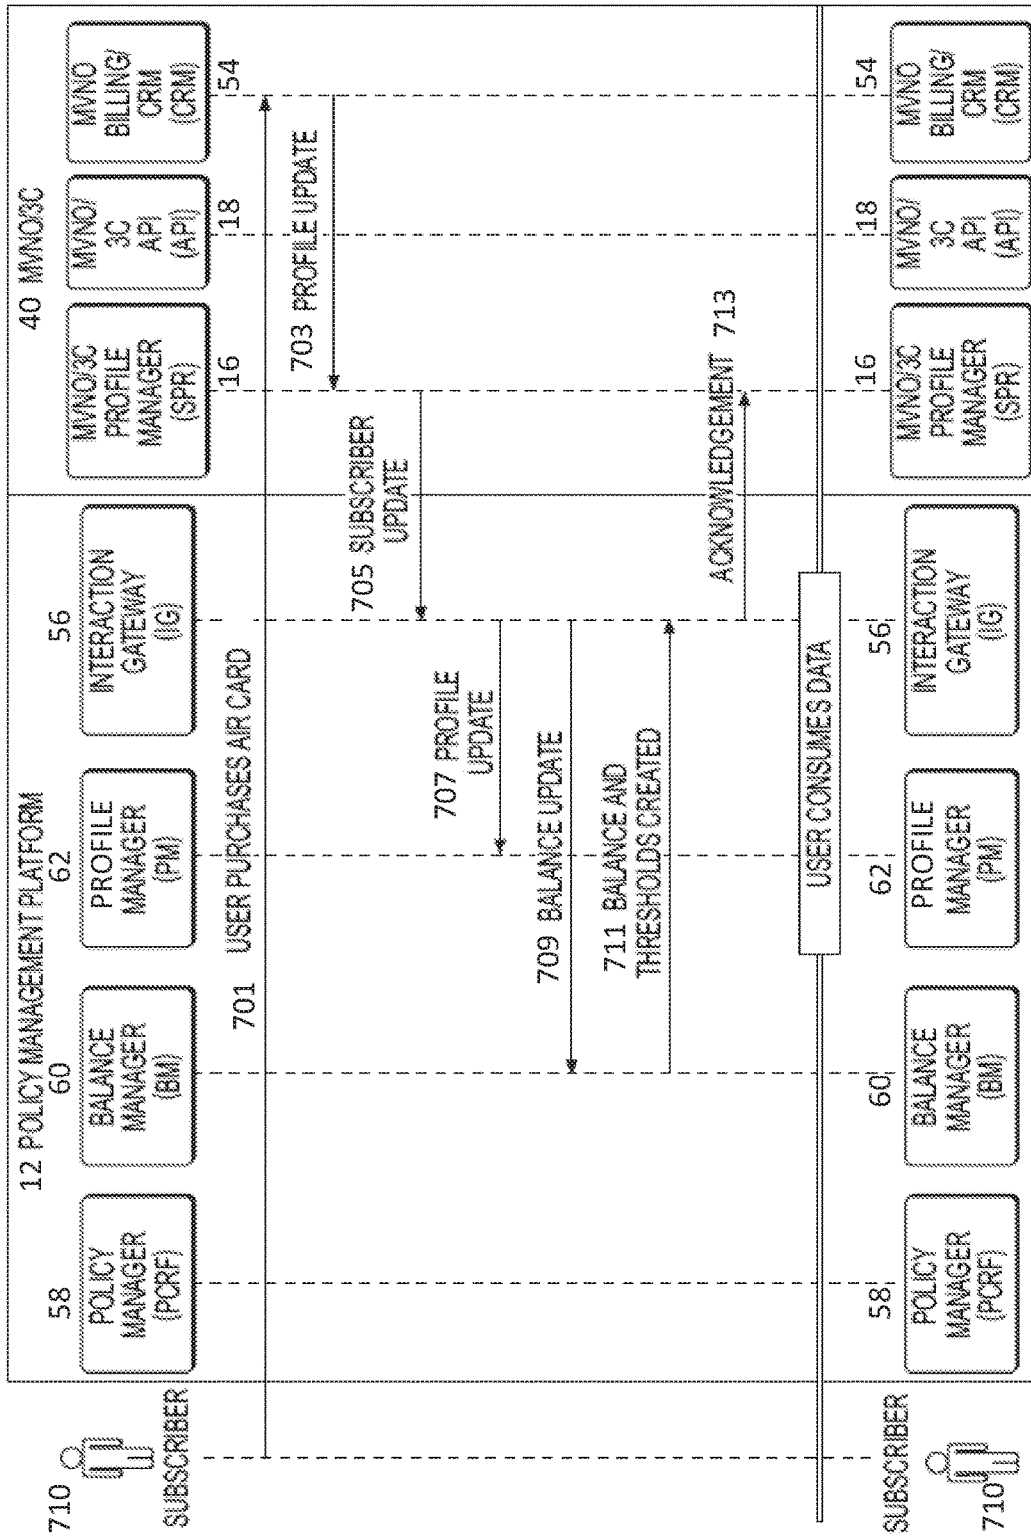 12 POLICY MANAGEMENT PLATFORM
40 MVNO/3C
710
SUBSCRIBER
58
POLICY
MANAGER
(PCRF)
60
BALANCE
MANAGER
(BM)
62
PROFILE
MANAGER
(PM)
56
INTERACTION
GATEWAY
(IG)
MVNO/3C
PROFILE
MANAGER
(SPR)
16
MVNO/
3C
API
(API)
18
MVNO
BILLING/
CRM
(CRM)
54
701
USER PURCHASES AIR CARD
703 PROFILE UPDATE
705 SUBSCRIBER
UPDATE
707 PROFILE
UPDATE
709 BALANCE UPDATE
711 BALANCE AND
THRESHOLDS CREATED
ACKNOWLEDGEMENT 713
USER CONSUMES DATA
SUBSCRIBER
710
58
POLICY
MANAGER
(PCRF)
60
BALANCE
MANAGER
(BM)
62
PROFILE
MANAGER
(PM)
56
INTERACTION
GATEWAY
(IG)
16
MVNO/3C
PROFILE
MANAGER
(SPR)
18
MVNO/
3C
API
(API)
54
MVNO
BILLING/
CRM
(CRM)